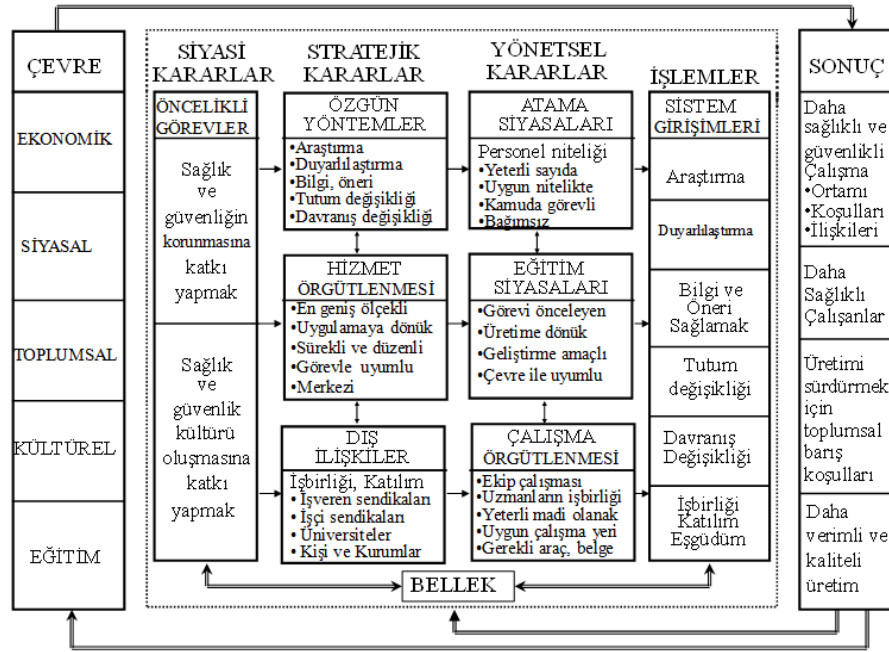 ÇEVRE
EKONOMİK
SİYASAL
TOPLUMSAL
KÜLTÜREL
EĞİTİM
SİYASİ
KARARLAR
ÖNCELIKLİ
GÖREVLER
Sağlık
ve
güvenliğin
korunmasına
katkı
yapmak
Sağlık
ve
güvenlik
kültürü
oluşmasına
katkı
yapmak
STRATEJİK
KARARLAR
ÖZGÜN
YÖNTEMLER
•Araştırma
•Duyarlılaştırma
•Bilgi, öneri
•Tutum değişikliği
•Davranış değişikliği
HİZMET
ÖRGÜTLENMESİ
•En geniş ölçekli
•Uygulamaya dönük
•Sürekli ve düzenli
•Görevle uyumlu
•Merkezi
DIŞ
İLİŞKİLER
İşbirliği, Katılım
• İşveren sendikaları
• İşçi sendikaları
• Üniversiteler
• Kişi ve Kurumlar
YÖNETSEL
KARARLAR
ATAMA
SİYASALARI
Personel niteliği
•Yeterli sayıda
•Uygun nitelikte
•Kamuda görevli
•Bağımsız
EĞİTİM
SİYASALARI
•Görevi önceleyen
•Üretime dönük
•Geliştirme amaçlı
•Çevre ile uyumlu
ÇALIŞMA
ÖRGÜTLENMESİ
•Ekip çalışması
•Uzmanların işbirliği
•Yeterli madi olanak
•Uygun çalışma yeri
•Gerekli araç, belge
İŞLEMLER
SİSTEM
GİRİŞİMLERİ
Araştırma
Duyarlılaştırma
Bilgi ve
Öneri
Sağlamak
Tutum
değişikliği
Davranış
Değişikliği
İşbirliği
Katılım
Eşgüdüm
BELLEK
SONUÇ
Daha
sağlıklı ve
güvenlikli
Çalışma
•Ortamı
•Koşulları
•İlişkileri
Daha
Sağlıklı
Çalışanlar
Üretimi
sürdürmek
için
toplumsal
barış
koşulları
Daha
verimli ve
kaliteli
üretim